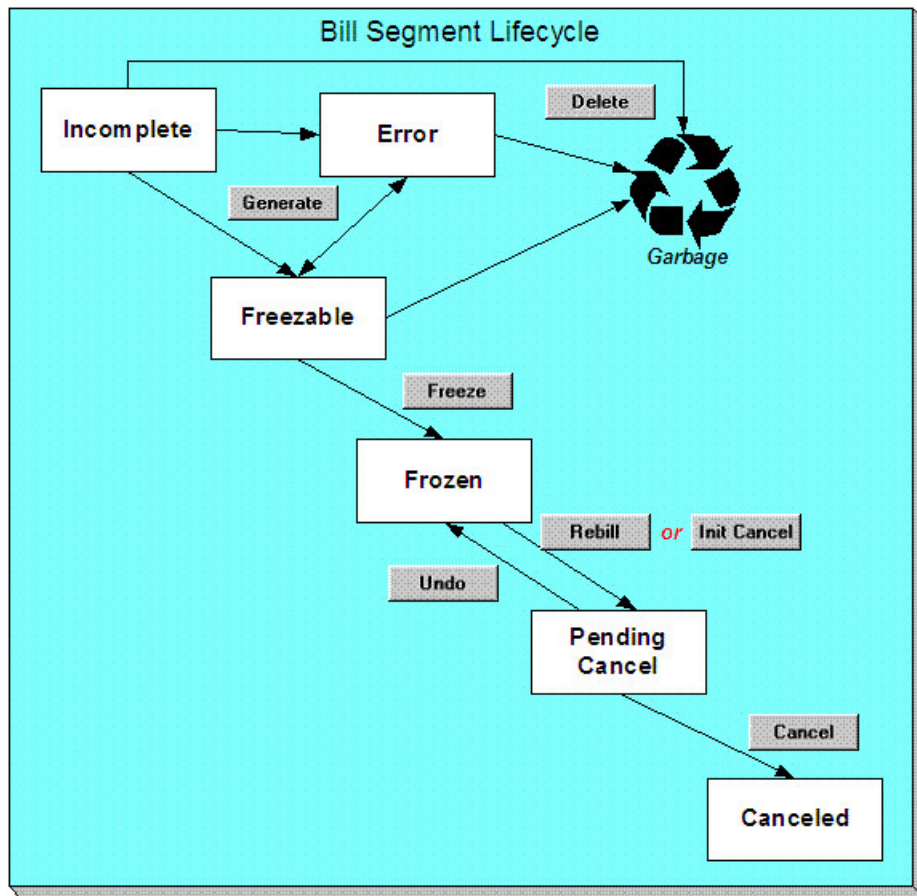 Bill Segment Lifecycle
Delete
Incomplete
Error
Generate
Garbage
Freezable
Freeze
Frozen
Rebill or Init Cancel
Undo
Pending
Cancel
Cancel
Canceled